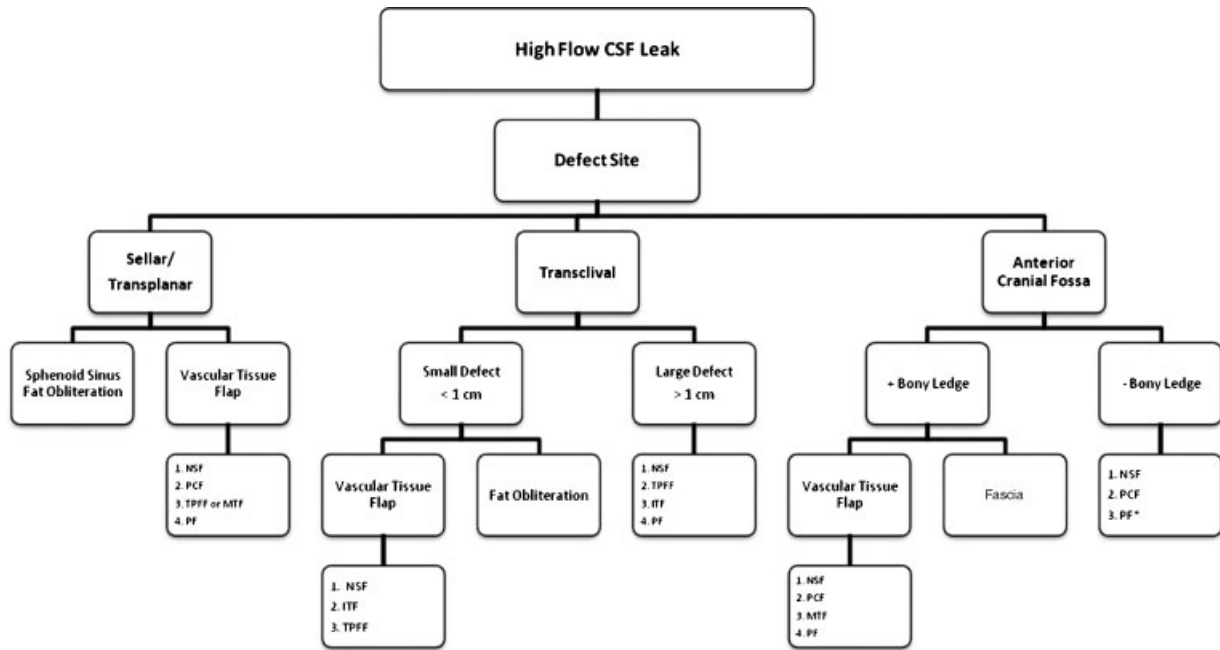 High Flow CSF Leak
Defect Site
Sellar/
Transplanar
Transclival
Anterior
Cranial Fossa
Sphenoid Sinus
Fat Obliteration
Vascular Tissue
Flap
Small Defect
< 1 cm
Large Defect
> 1 cm
+ Bony Ledge
- Bony Ledge
1. NSF
2. PCF
3. TPFF or MTF
4. PF
Vascular Tissue
Flap
Fat Obliteration
1. NSF
2. TPFF
3. ITF
4. PF
Vascular Tissue
Flap
Fascia
1. NSF
2. PCF
3. PF*
1. NSF
2. ITF
3. TPFF
1. NSF
2. PCF
3. MTF
4. PF